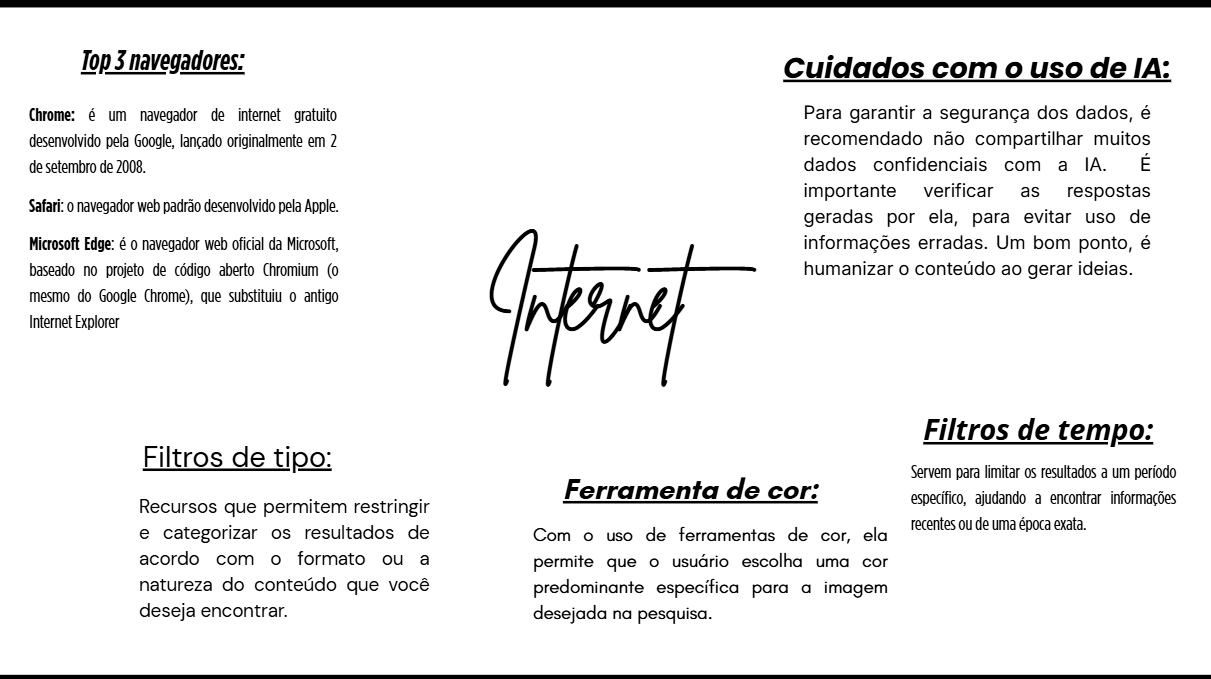 Top 3 navegadores:
Chrome: é um navegador de internet gratuito
desenvolvido pela Google, lançado originalmente em 2
de setembro de 2008.
Safari: o navegador web padrão desenvolvido pela Apple.
Microsoft Edge: é o navegador web oficial da Microsoft,
baseado no projeto de código aberto Chromium (o
mesmo do Google Chrome), que substituiu o antigo
Internet Explorer
Cuidados com o uso de IA:
Para garantir a segurança dos dados, é
recomendado não compartilhar muitos
dados confidenciais com a IA. É
importante verificar as respostas
geradas por ela, para evitar uso de
informações erradas. Um bom ponto, é
humanizar o conteúdo ao gerar ideias.
Internet
Filtros de tipo:
Recursos que permitem restringir
e categorizar os resultados de
acordo com o formato ou a
natureza do conteúdo que você
deseja encontrar.
Ferramenta de cor:
Com o uso de ferramentas de cor, ela
permite que o usuário escolha uma cor
predominante específica para a imagem
desejada na pesquisa.
Filtros de tempo:
Servem para limitar os resultados a um período
específico, ajudando a encontrar informações
recentes ou de uma época exata.